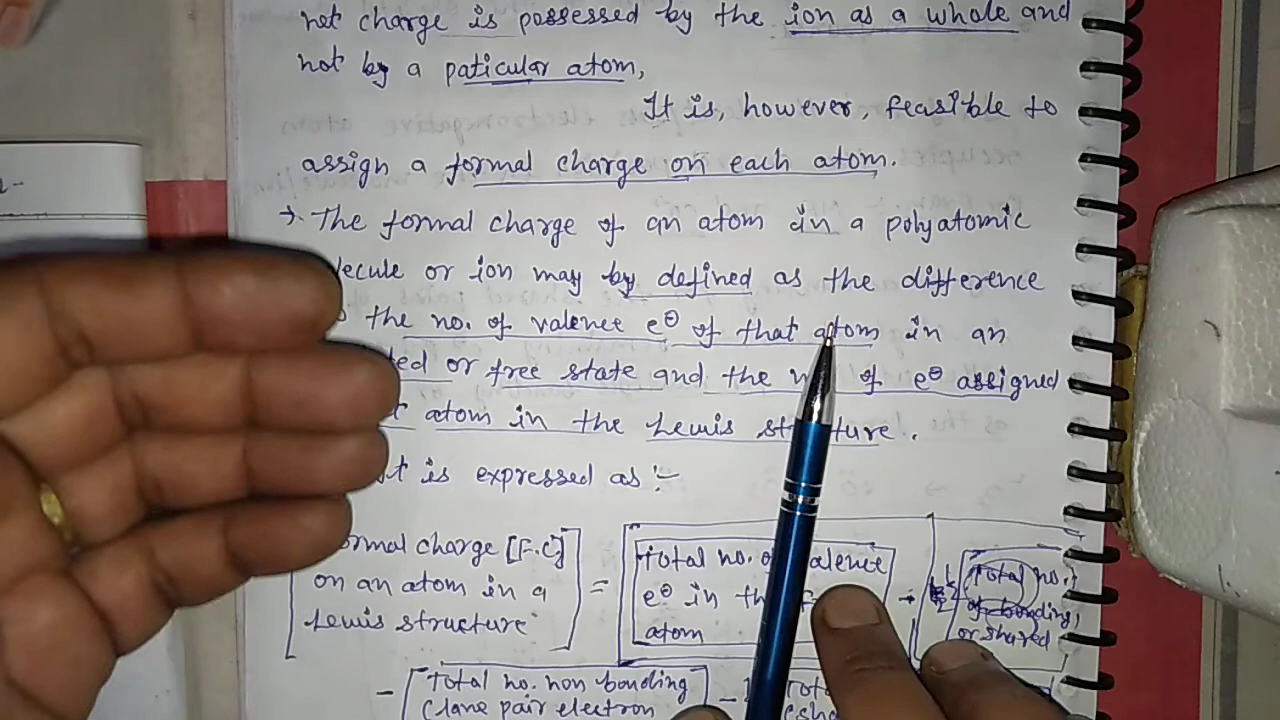 net charge is possessed by the ion as a whole and
not by a paticular atom,
It is, however, feasible to
assign a formal charge on each atom.
→. The formal charge of an atom in a polyatomic
lecule or ion may by defined as the difference
the no. of valence e⊖ of that atom in an
ted or free state and the of e⊖ assigned
atom in the Lewis structure.
t is expressed as :-
ormal charge [F.C]
on an atom in a
Lewis structure
=
Total no. of valence
e⊖ in the
atom
-
Total no.
of bonding,
or shared
- Total no. non bonding
(lone pair electron
-